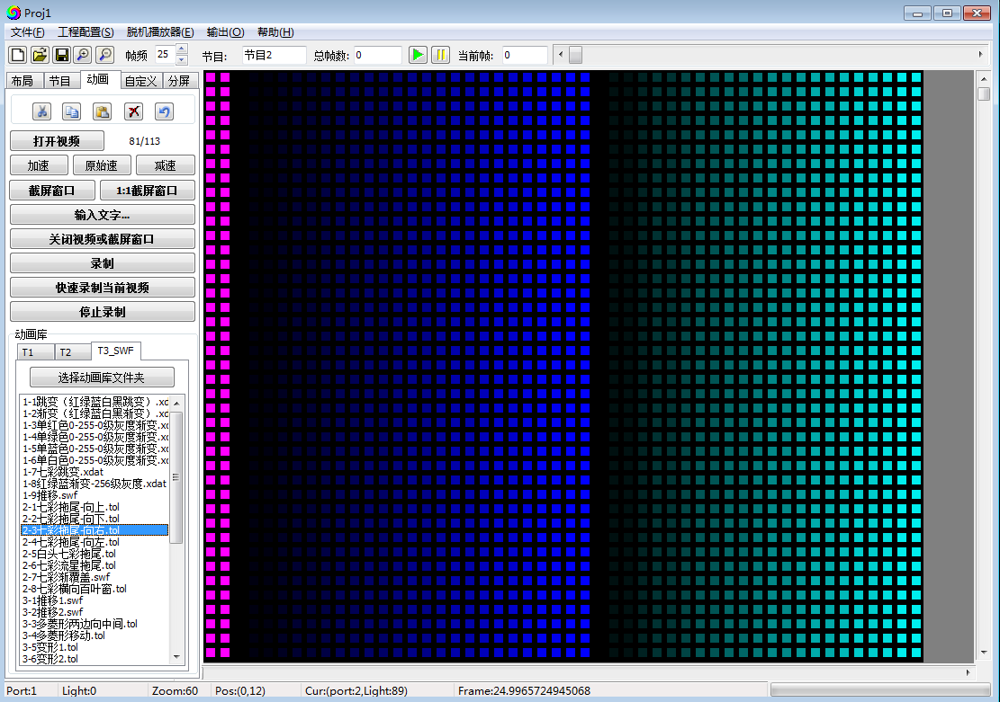 Proj1
文件(F) 工程配置(S) 脱机播放器(E) 输出(O) 帮助(H)
帧频 25 节目: 节目2 总帧数: 0 当前帧: 0
布局 节目 动画 自定义 分屏
打开视频 81/113
加速 原始速 减速
截屏窗口 1:1截屏窗口
输入文字...
关闭视频或截屏窗口
录制
快速录制当前视频
停止录制
动画库
T1 T2 T3_SWF
选择动画库文件夹
1-1跳变（红绿蓝白黑跳变）.xd
1-2渐变（红绿蓝白黑渐变）.xd
1-3单红色0-255-0级灰度渐变.xd
1-4单绿色0-255-0级灰度渐变.xd
1-5单蓝色0-255-0级灰度渐变.xd
1-6单白色0-255-0级灰度渐变.xd
1-7七彩跳变.xdat
1-8红绿蓝渐变-256级灰度.xdat
1-9推移.swf
2-1七彩拖尾-向上.tol
2-2七彩拖尾-向下.tol
2-3七彩拖尾-向右.tol
2-4七彩拖尾-向左.tol
2-5白头七彩拖尾.tol
2-6七彩流星拖尾.tol
2-7七彩渐覆盖.swf
2-8七彩横向百叶窗.tol
3-1推移1.swf
3-2推移2.swf
3-3多菱形两边向中间.tol
3-4多菱形移动.tol
3-5变形1.tol
3-6变形2.tol
Port:1 Light:0 Zoom:60 Pos:(0,12) Cur:(port:2,Light:89) Frame:24.9965724945068